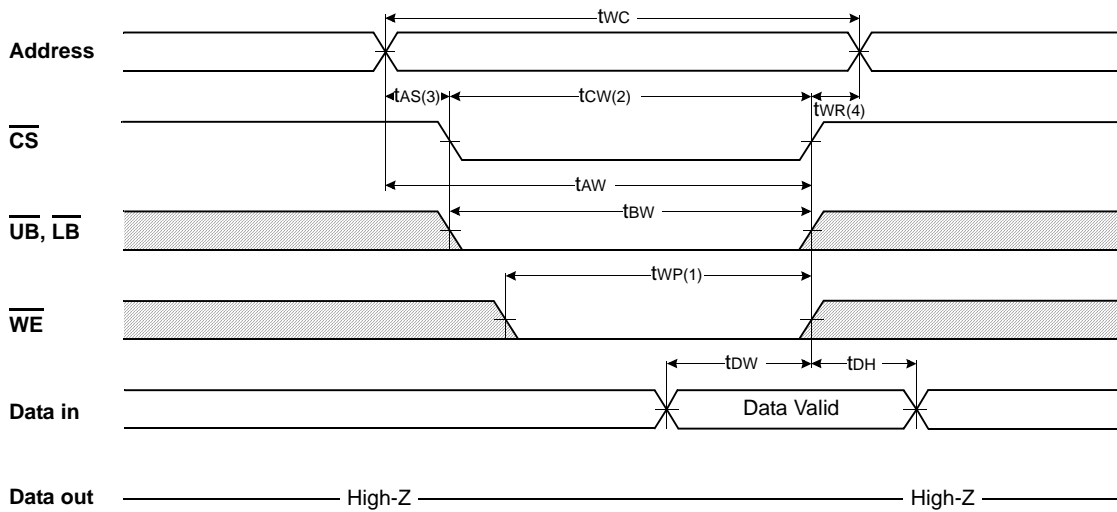 tWC
Address
tAS(3)
tCW(2)
tWR(4)
CS
tAW
UB, LB
tBW
tWP(1)
WE
tDW
tDH
Data in
Data Valid
Data out
High-Z
High-Z